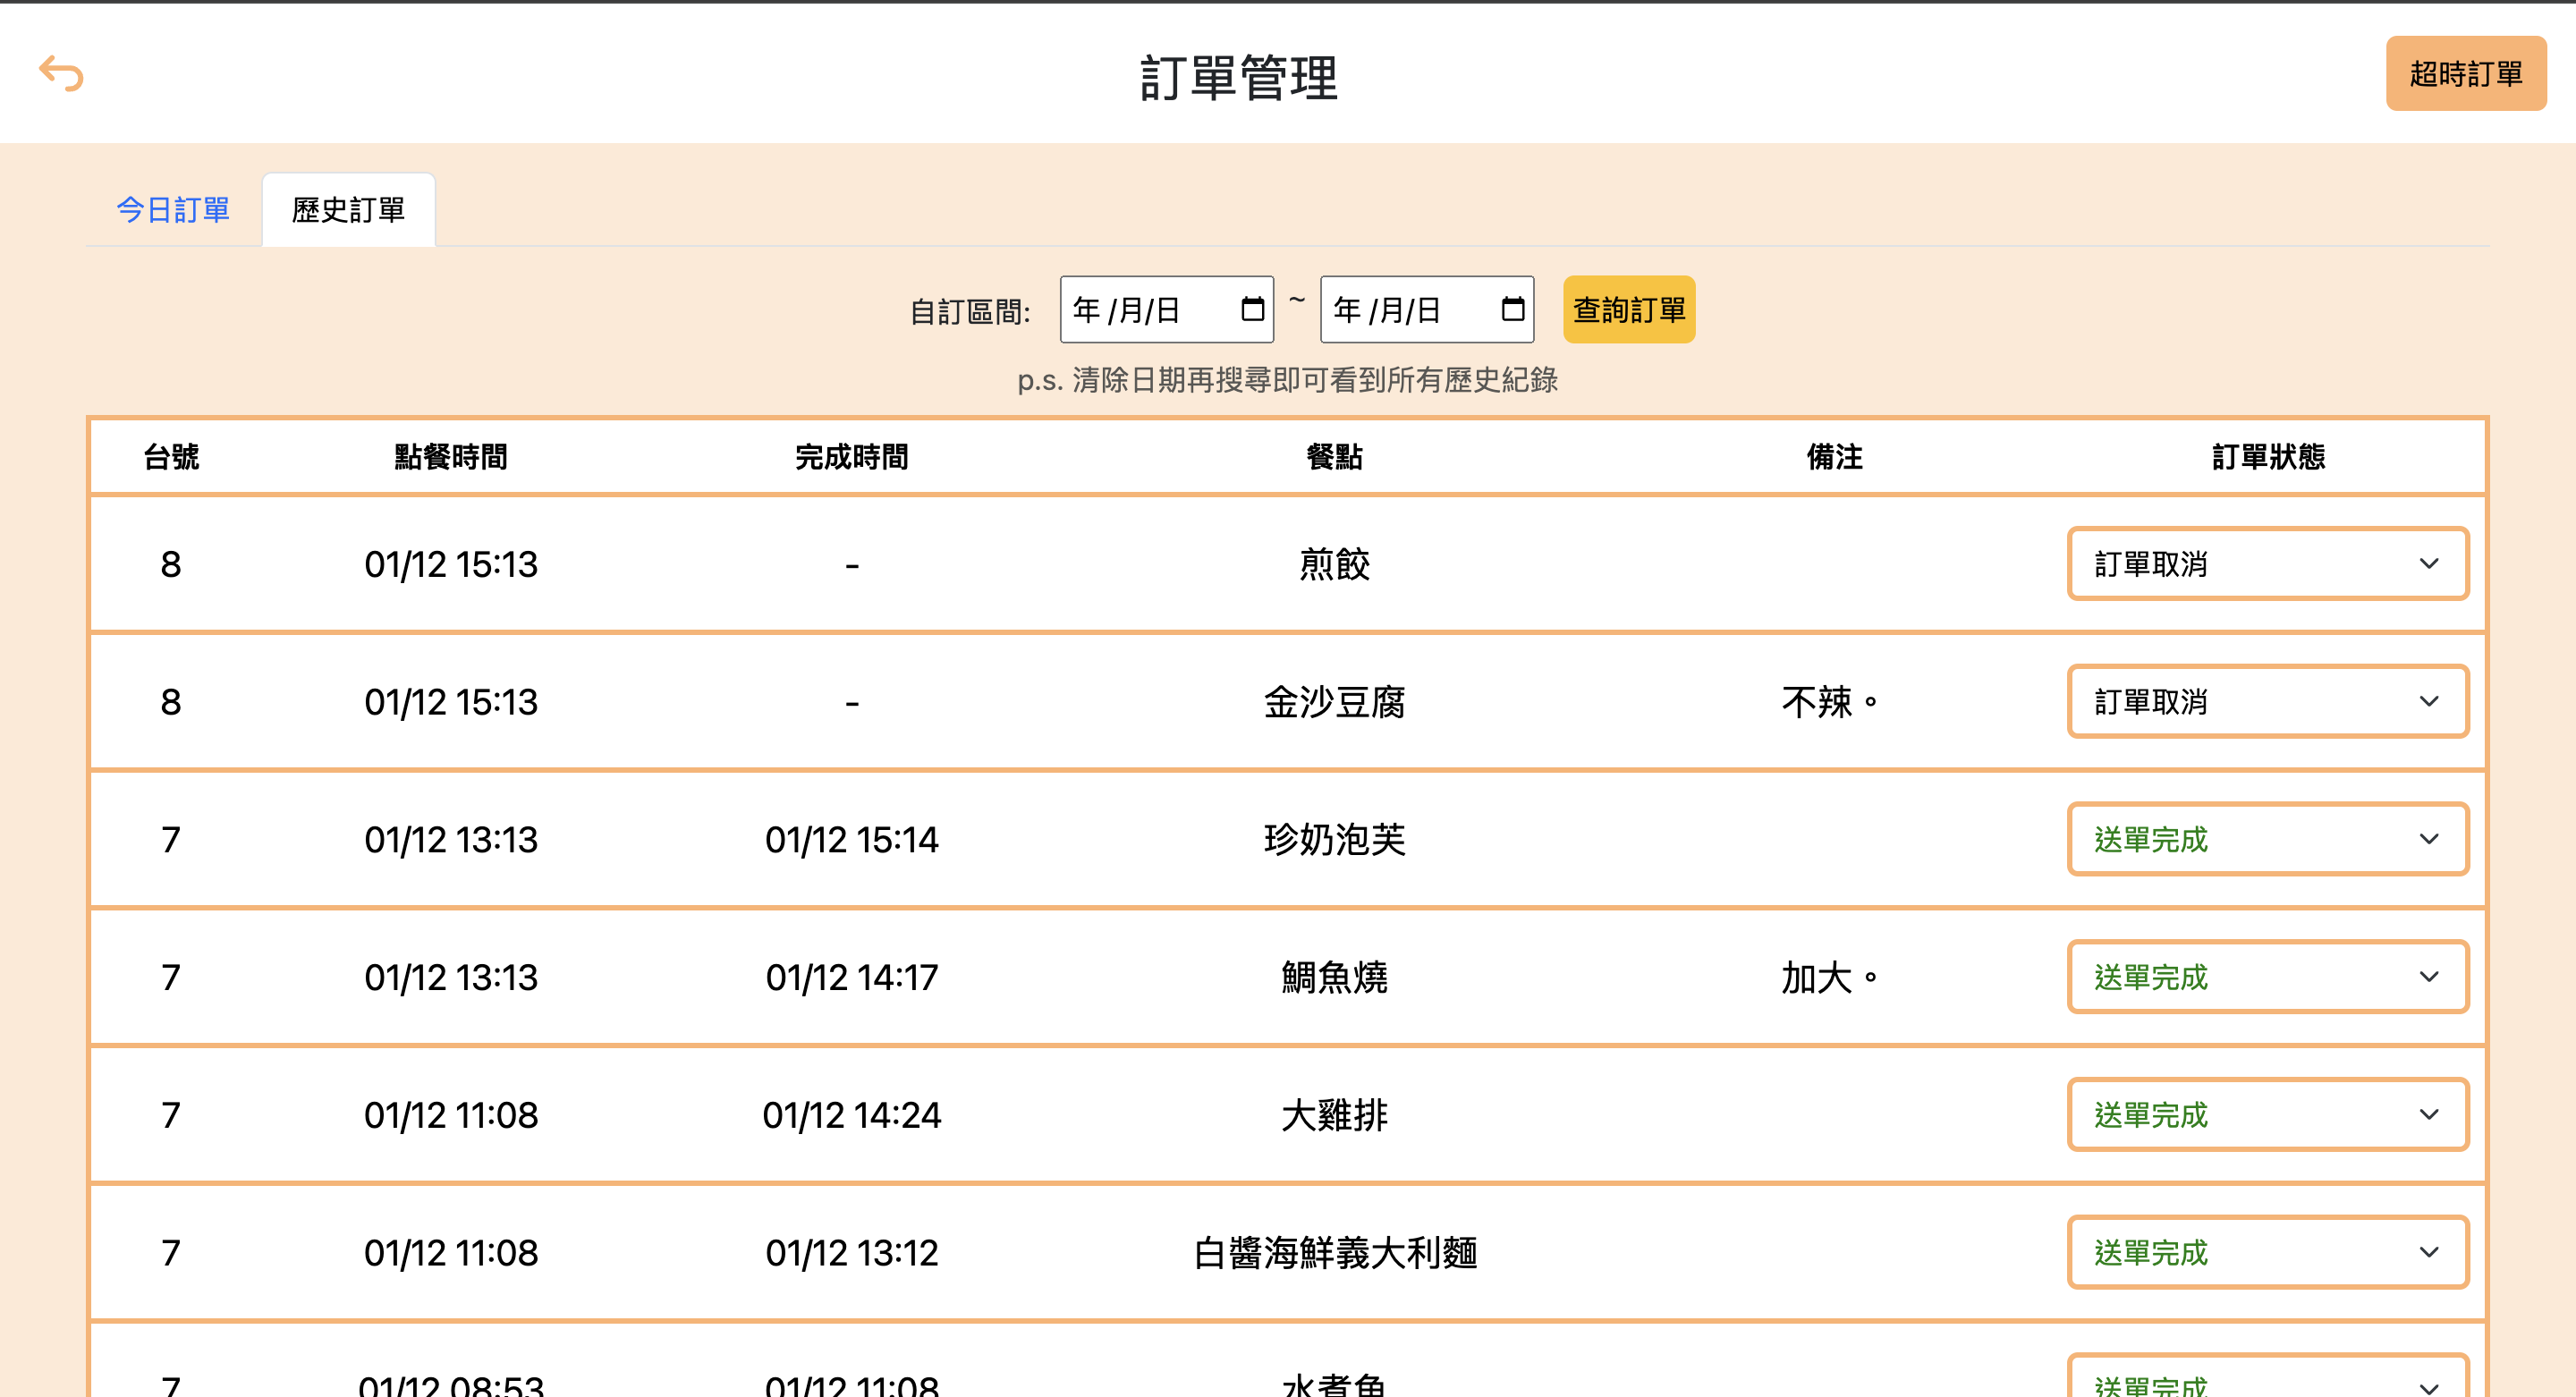 訂單管理
超時訂單
今日訂單 歷史訂單
自訂區間: 年 /月/日 ~ 年 /月/日 查詢訂單
p.s. 清除日期再搜尋即可看到所有歷史紀錄
台號 點餐時間 完成時間 餐點 備注 訂單狀態
8 01/12 15:13 - 煎餃 訂單取消
8 01/12 15:13 - 金沙豆腐 不辣。 訂單取消
7 01/12 13:13 01/12 15:14 珍奶泡芙 送單完成
7 01/12 13:13 01/12 14:17 鯛魚燒 加大。 送單完成
7 01/12 11:08 01/12 14:24 大雞排 送單完成
7 01/12 11:08 01/12 13:12 白醬海鮮義大利麵 送單完成
7 01/12 08:53 01/12 11:08 水煮魚 送單完成